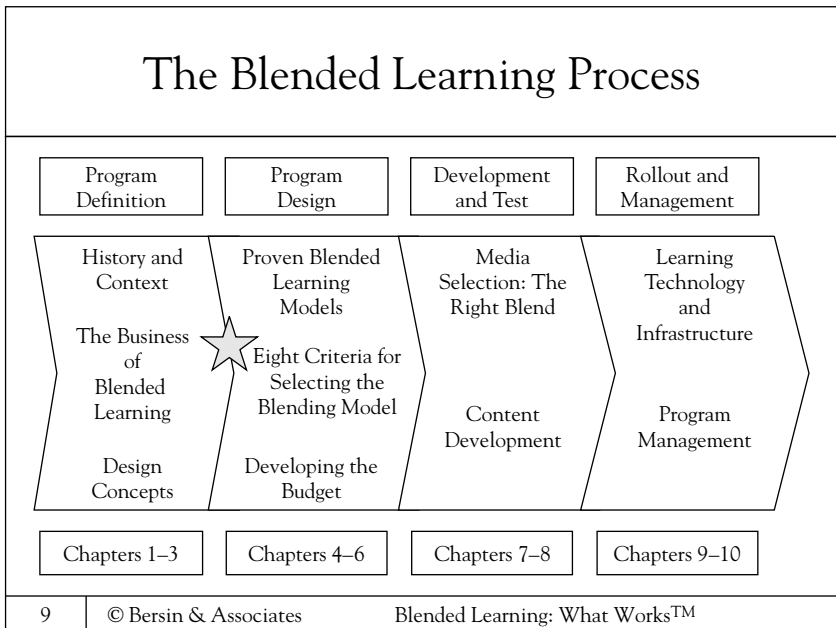 The Blended Learning Process
Program
Definition
Program
Design
Development
and Test
Rollout and
Management
History and
Context
The Business
of
Blended
Learning
Design
Concepts
Proven Blended
Learning
Models
Eight Criteria for
Selecting the
Blending Model
Developing the
Budget
Media
Selection: The
Right Blend
Content
Development
Learning
Technology
and
Infrastructure
Program
Management
Chapters 1–3
Chapters 4–6
Chapters 7–8
Chapters 9–10
9 © Bersin & Associates Blended Learning: What Works™